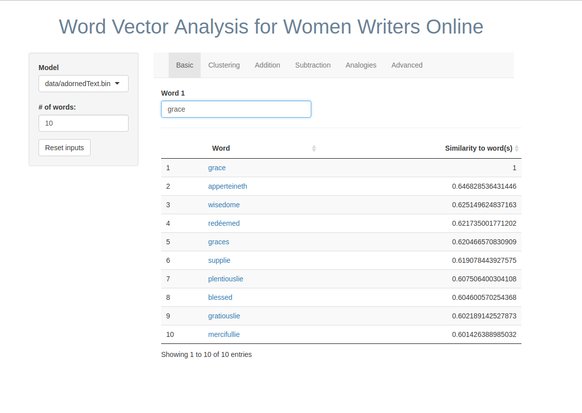 Word Vector Analysis for Women Writers Online
Model
data/adornedText.bin
# of words:
10
Reset inputs
Basic Clustering Addition Subtraction Analogies Advanced
Word 1
grace
Word Similarity to word(s)
1 grace 1
2 apperteineth 0.646828536431446
3 wisedome 0.625149624837163
4 redéemed 0.621735001771202
5 graces 0.620466570830909
6 supplie 0.619078443927575
7 plentiouslie 0.607506400304108
8 blessed 0.604600570254368
9 gratiouslie 0.602189142527873
10 mercifullie 0.601426388985032
Showing 1 to 10 of 10 entries